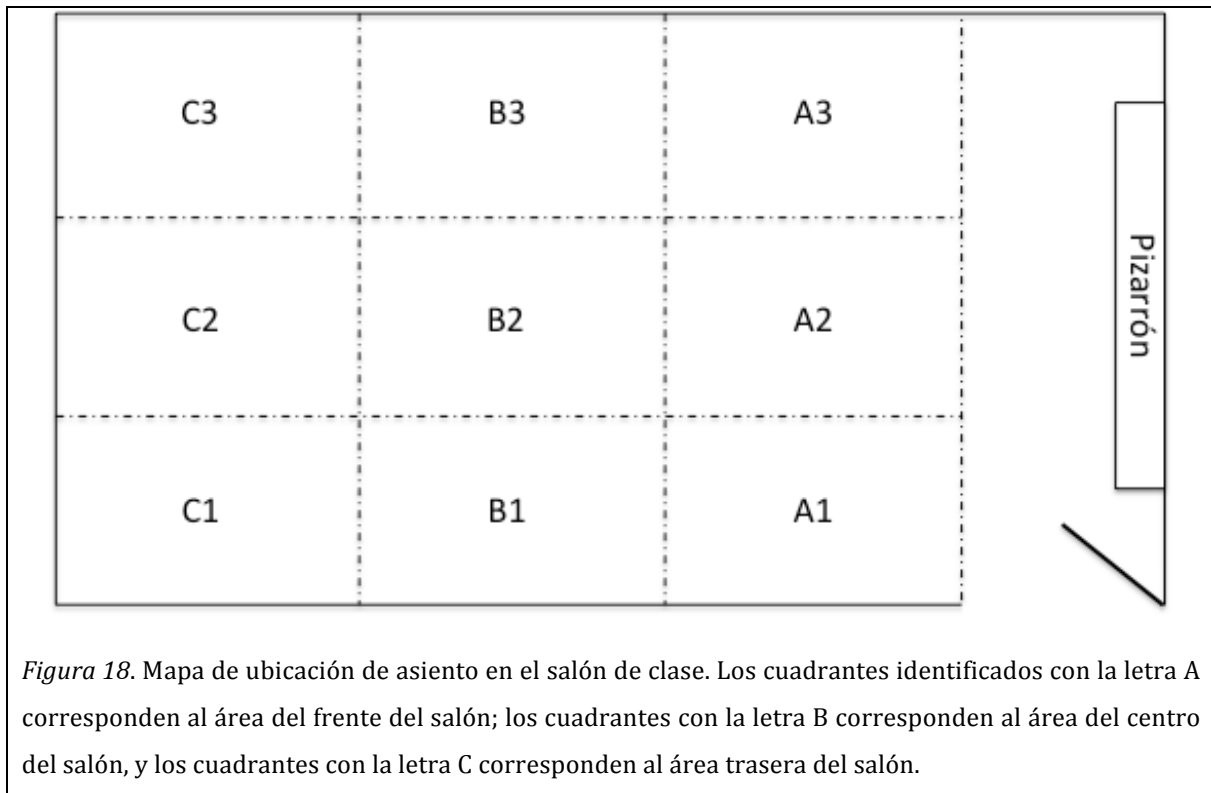 C3 B3 A3
C2 B2 A2
Pizarrón
C1 B1 A1
Figura 18. Mapa de ubicación de asiento en el salón de clase. Los cuadrantes identificados con la letra A
corresponden al área del frente del salón; los cuadrantes con la letra B corresponden al área del centro
del salón, y los cuadrantes con la letra C corresponden al área trasera del salón.